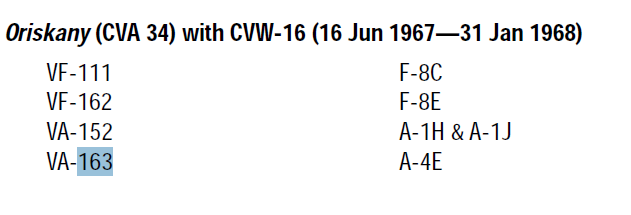 Oriskany (CVA 34) with CVW-16 (16 Jun 1967—31 Jan 1968)
VF-111 F-8C
VF-162 F-8E
VA-152 A-1H & A-1J
VA-163 A-4E